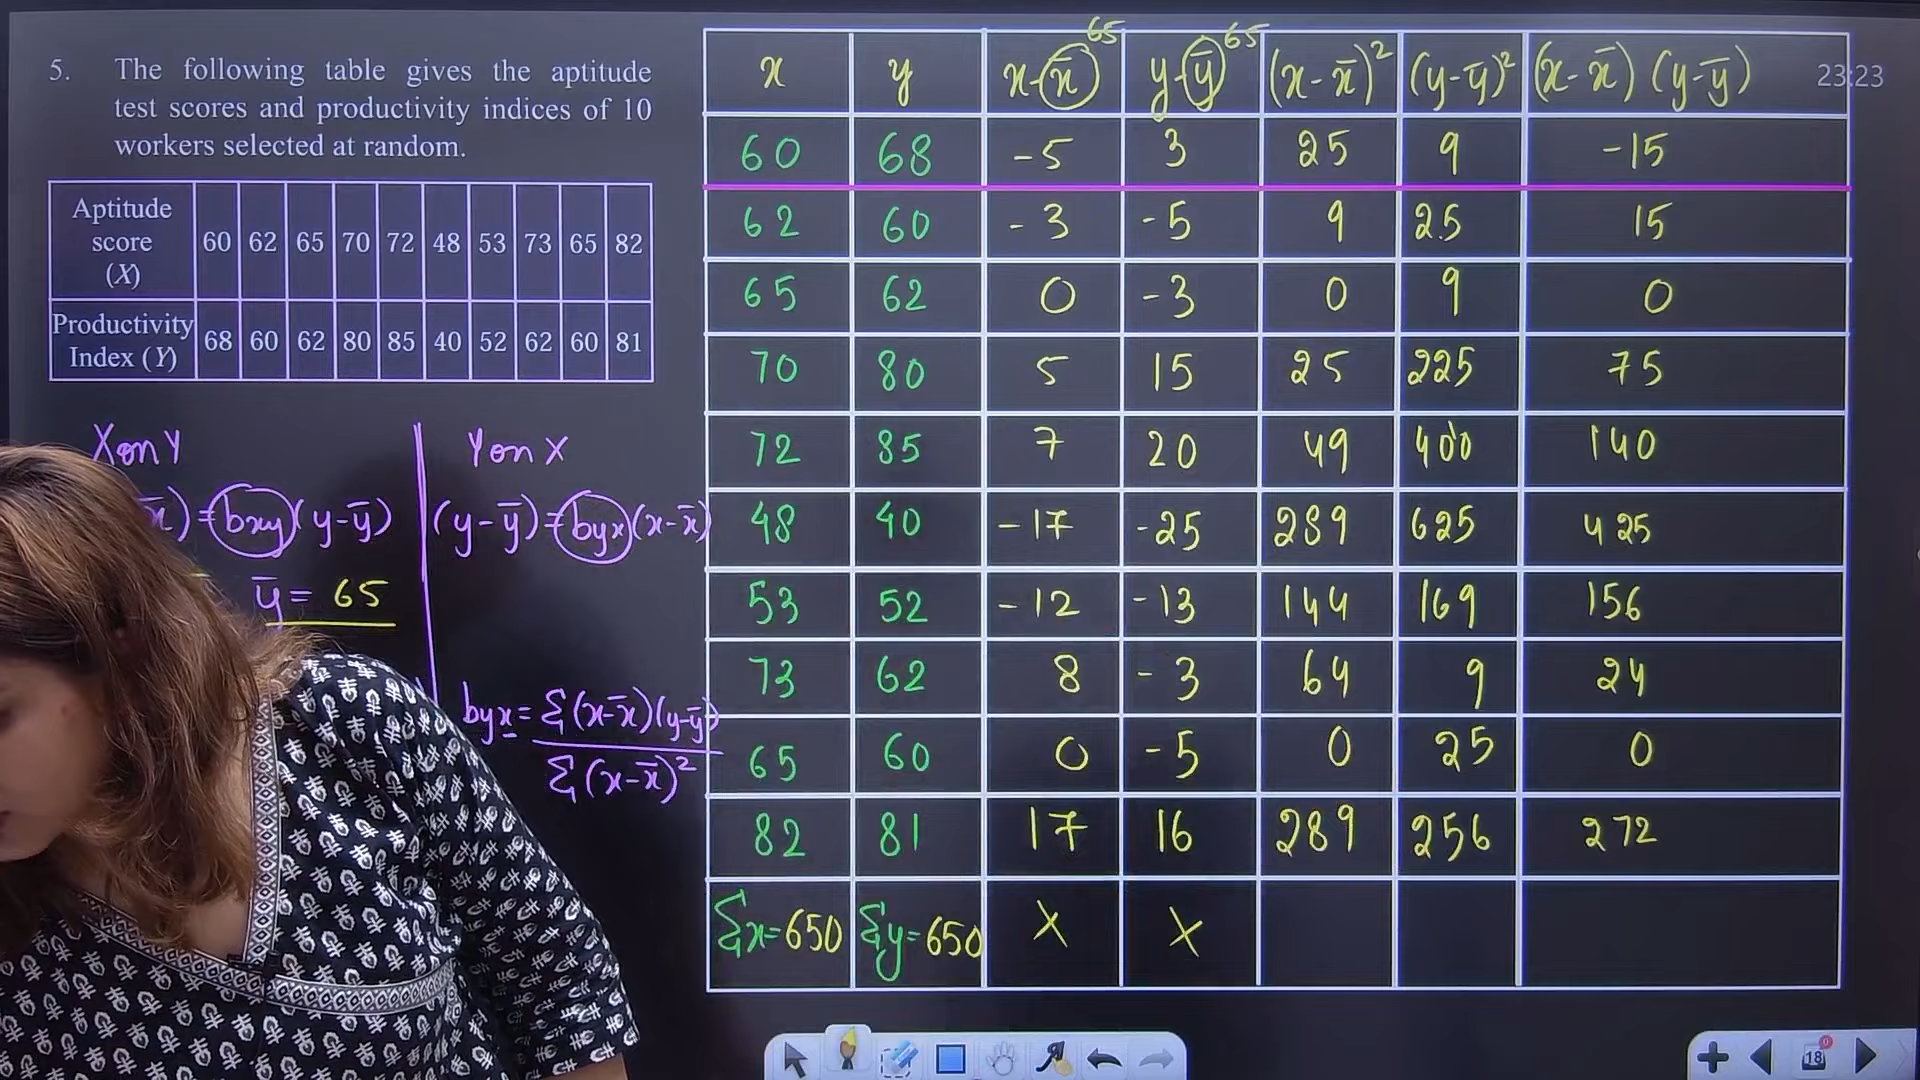 5. The following table gives the aptitude
test scores and productivity indices of 10
workers selected at random.
Aptitude score (X) 60 62 65 70 72 48 53 73 65 82
Productivity Index (Y) 68 60 62 80 85 40 52 62 60 81
X on Y
x̄) = bxy (y-ȳ)
ȳ = 65
Y on X
(y-ȳ) = byx (x-x̄)
byx = Σ(x-x̄)(y-ȳ)
Σ(x-x̄)²
65 65
x y x-x̄ y-ȳ (x-x̄)² (y-ȳ)² (x-x̄) (y-ȳ)
60 68 -5 3 25 9 -15
62 60 -3 -5 9 25 15
65 62 0 -3 0 9 0
70 80 5 15 25 225 75
72 85 7 20 49 400 140
48 40 -17 -25 289 625 425
53 52 -12 -13 144 169 156
73 62 8 -3 64 9 24
65 60 0 -5 0 25 0
82 81 17 16 289 256 272
Σx=650 Σy=650 X X
23:23
18
0